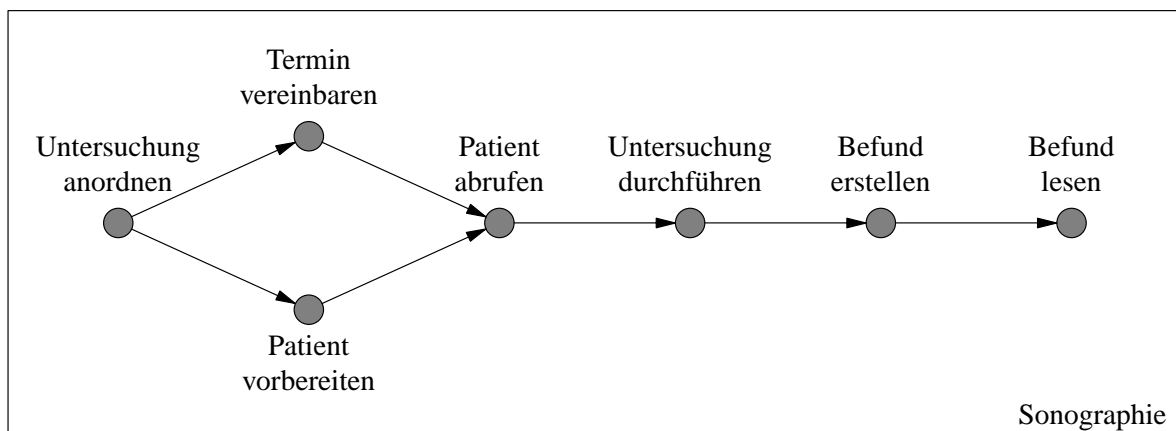 Termin
vereinbaren
Untersuchung
anordnen
Patient
abrufen
Untersuchung
durchführen
Befund
erstellen
Befund
lesen
Patient
vorbereiten
Sonographie